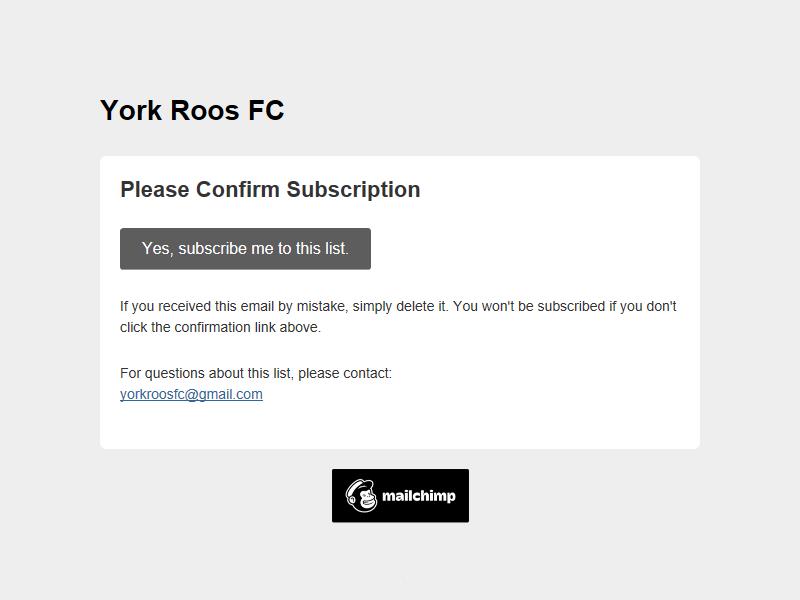 York Roos FC
Please Confirm Subscription
Yes, subscribe me to this list.
If you received this email by mistake, simply delete it. You won't be subscribed if you don't
click the confirmation link above.
For questions about this list, please contact:
yorkroosfc@gmail.com
mailchimp